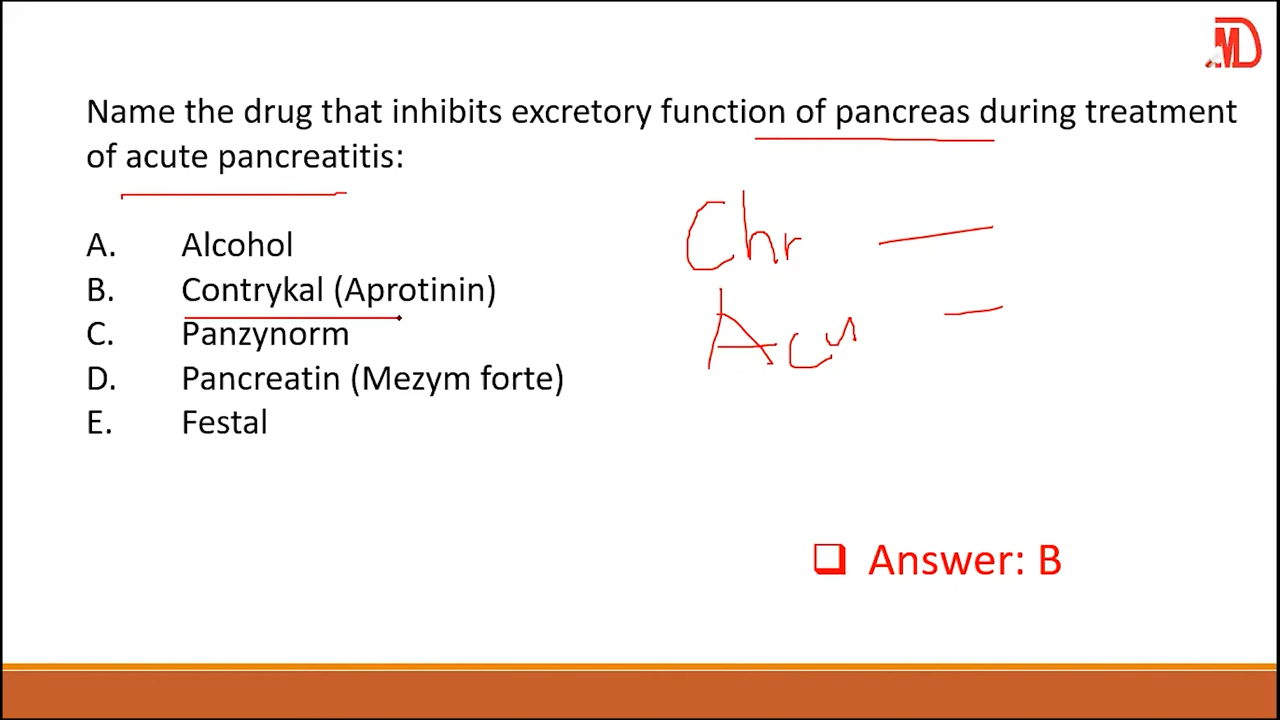 MD
Name the drug that inhibits excretory function of pancreas during treatment
of acute pancreatitis:
A. Alcohol
B. Contrykal (Aprotinin)
C. Panzynorm
D. Pancreatin (Mezym forte)
E. Festal
Chr
Acu
Answer: B